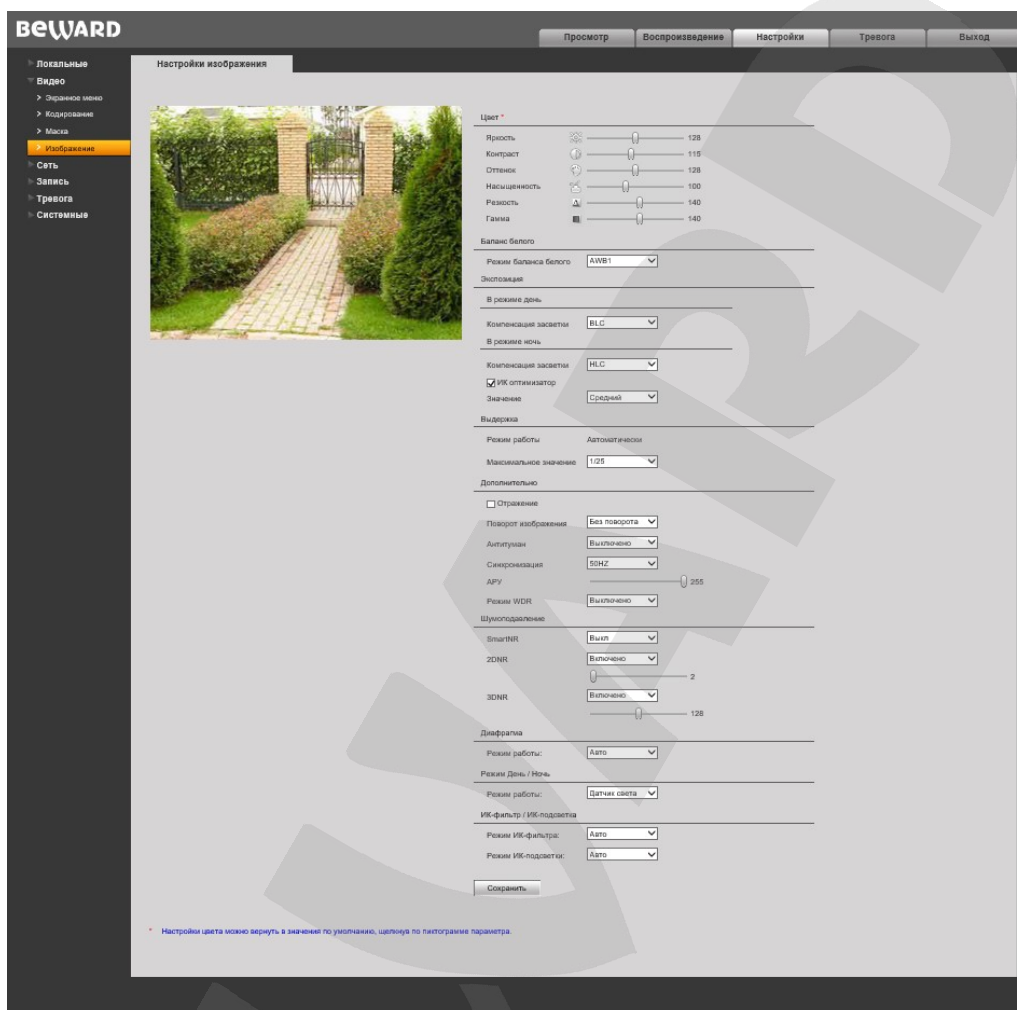 BEWARD
Просмотр Воспроизведение Настройки Тревога Выход
Локальные
Видео
> Экранное меню
> Кодирование
> Маска
> Изображение
Сеть
Запись
Тревога
Системные
Настройки изображения
Цвет *
Яркость 128
Контраст 115
Оттенок 128
Насыщенность 100
Резкость 140
Гамма 140
Баланс белого
Режим баланса белого AWB1
Экспозиция
В режиме день
Компенсация засветки BLC
В режиме ночь
Компенсация засветки HLC
ИК оптимизатор
Значение Средний
Выдержка
Режим работы Автоматически
Максимальное значение 1/25
Дополнительно
Отражение
Поворот изображения Без поворота
Антитуман Выключено
Синхронизация 50HZ
АРУ 255
Режим WDR Выключено
Шумоподавление
SmartNR Выкл
2DNR Включено
2
3DNR Включено
128
Диафрагма
Режим работы: Авто
Режим День / Ночь
Режим работы: Датчик света
ИК-фильтр / ИК-подсветка
Режим ИК-фильтра: Авто
Режим ИК-подсветки: Авто
Сохранить
* Настройки цвета можно вернуть в значения по умолчанию, щелкнув по пиктограмме параметра.